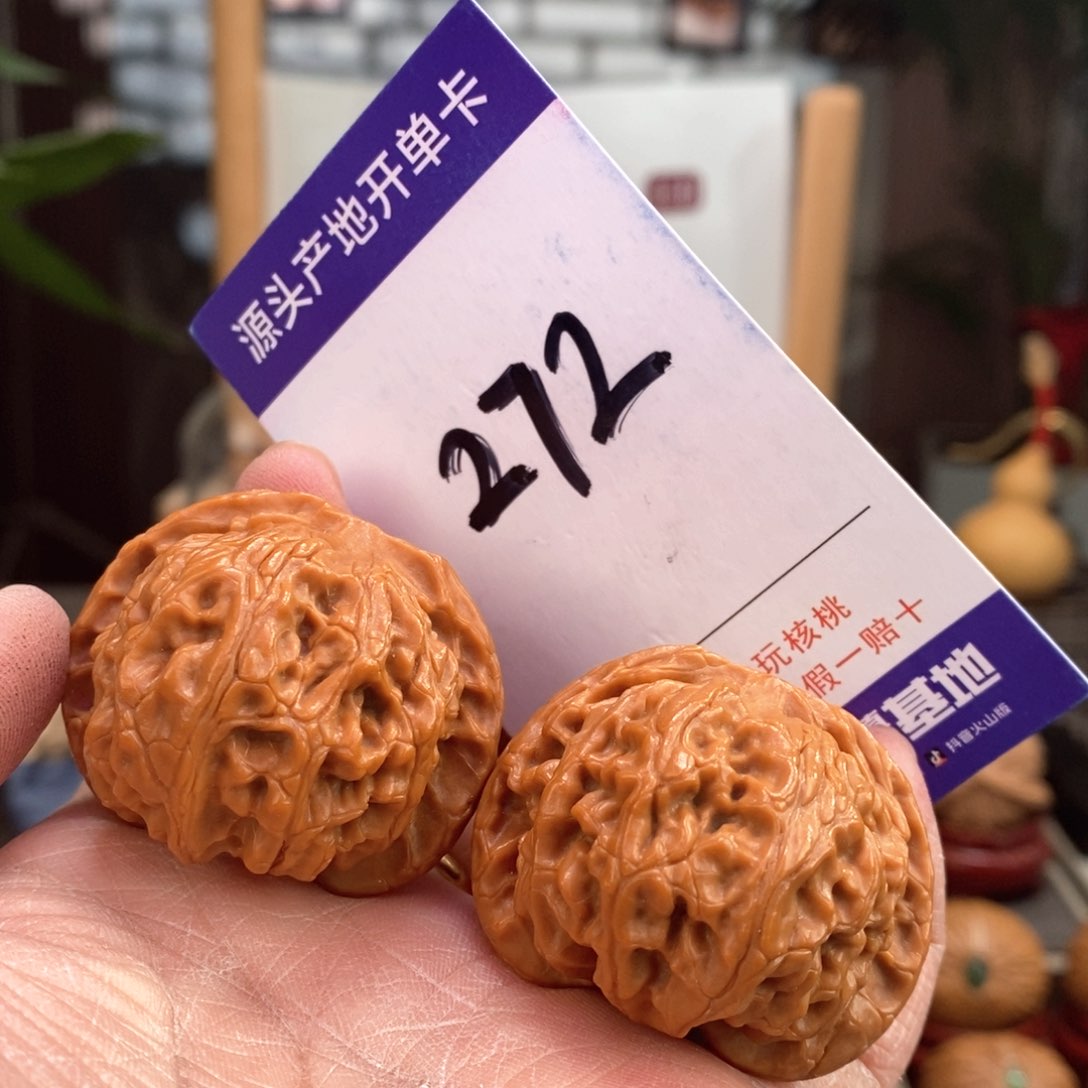 源头产地开单卡
272
玩核桃
假一赔十
基地
抖音火山版